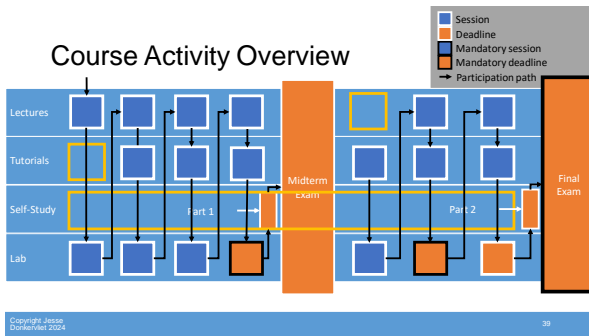 Session
Deadline
Mandatory session
Mandatory deadline
Participation path
Course Activity Overview
Lectures
Tutorials
Self-Study
Lab
Part 1
Midterm
Exam
Part 2
Final
Exam
Copyright Jesse
Donkervliet 2024
39